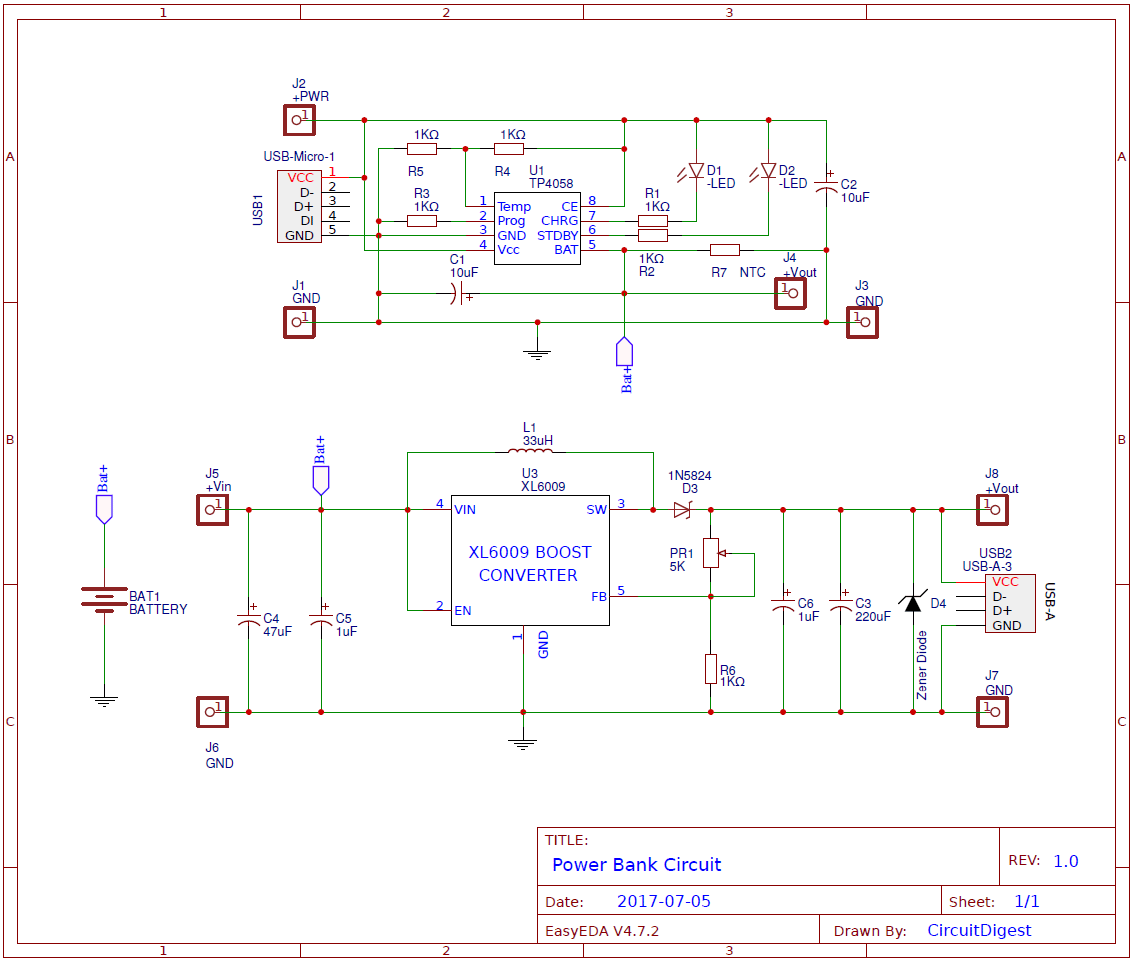 1 2 3
A A
B B
C C
J2
+PWR
1
USB-Micro-1
USB1
VCC 1
D- 2
D+ 3
DI 4
GND 5
1KΩ
R5
1KΩ
R4
R3
1KΩ
U1
TP4058
1 Temp
2 Prog
3 GND
4 Vcc
CE 8
CHRG 7
STDBY 6
BAT 5
R1
1KΩ
1KΩ
R2
D1
-LED
D2
-LED
+
C2
10uF
C1
10uF
+
R7 NTC
J4
+Vout
1
J1
GND
1
J3
GND
1
Bat+
Bat+
BAT1
BATTERY
J5
+Vin
1
Bat+
L1
33uH
U3
XL6009
4 VIN
2 EN
SW 3
FB 5
XL6009 BOOST
CONVERTER
1 GND
1N5824
D3
PR1
5K
R6
1KΩ
+
C4
47uF
+
C5
1uF
+
C6
1uF
+
C3
220uF
D4
Zener Diode
J8
+Vout
1
USB2
USB-A-3
VCC
D-
D+
GND
USB-A
J7
GND
1
1
J6
GND
TITLE:
Power Bank Circuit
REV: 1.0
Date: 2017-07-05
Sheet: 1/1
EasyEDA V4.7.2
Drawn By: CircuitDigest
1 2 3